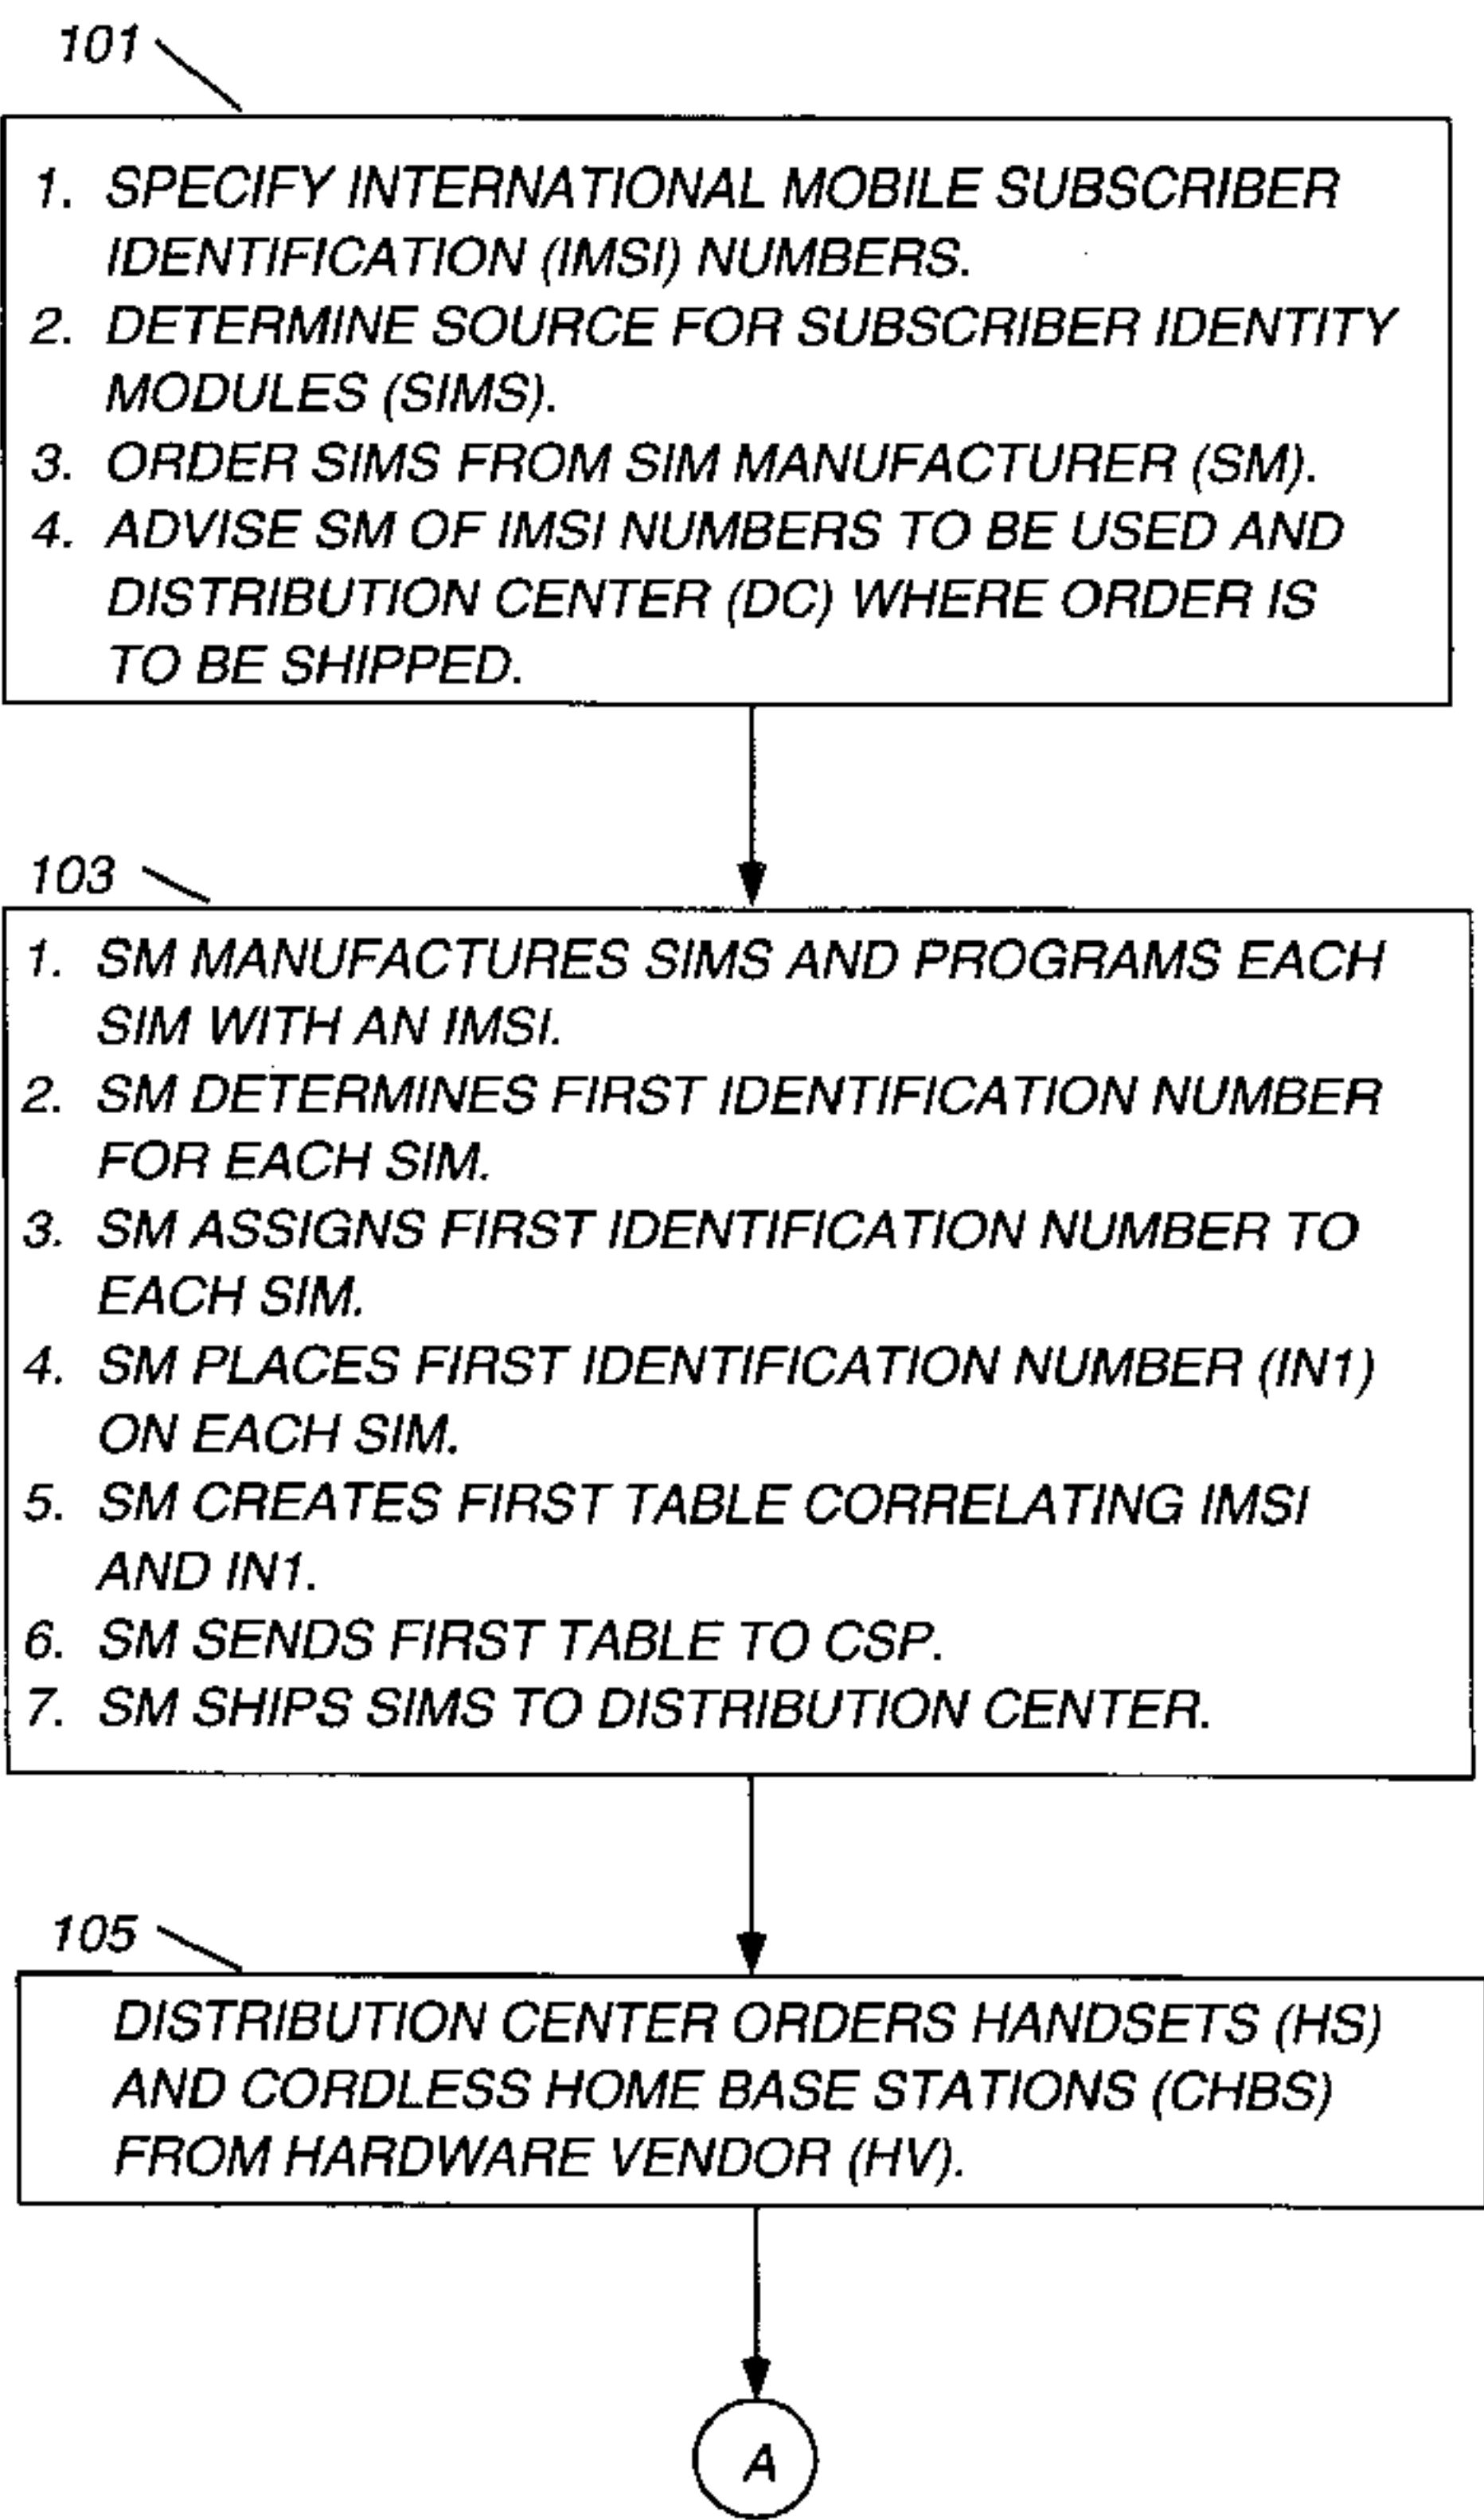 101
1. SPECIFY INTERNATIONAL MOBILE SUBSCRIBER
IDENTIFICATION (IMSI) NUMBERS.
2. DETERMINE SOURCE FOR SUBSCRIBER IDENTITY
MODULES (SIMS).
3. ORDER SIMS FROM SIM MANUFACTURER (SM).
4. ADVISE SM OF IMSI NUMBERS TO BE USED AND
DISTRIBUTION CENTER (DC) WHERE ORDER IS
TO BE SHIPPED.
103
1. SM MANUFACTURES SIMS AND PROGRAMS EACH
SIM WITH AN IMSI.
2. SM DETERMINES FIRST IDENTIFICATION NUMBER
FOR EACH SIM.
3. SM ASSIGNS FIRST IDENTIFICATION NUMBER TO
EACH SIM.
4. SM PLACES FIRST IDENTIFICATION NUMBER (IN1)
ON EACH SIM.
5. SM CREATES FIRST TABLE CORRELATING IMSI
AND IN1.
6. SM SENDS FIRST TABLE TO CSP.
7. SM SHIPS SIMS TO DISTRIBUTION CENTER.
105
DISTRIBUTION CENTER ORDERS HANDSETS (HS)
AND CORDLESS HOME BASE STATIONS (CHBS)
FROM HARDWARE VENDOR (HV).
A